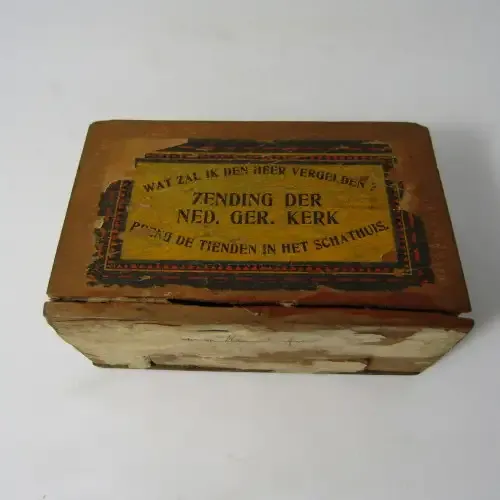 WAT ZAL IK DEN HEER VERGELDEN?
ZENDING DER
NED. GER. KERK
BRENG DE TIENDEN IN HET SCHATHUIS.